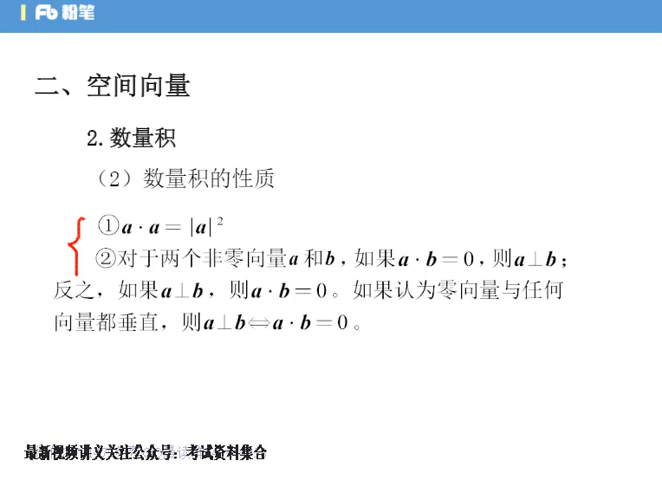 粉笔
二、空间向量
2.数量积
（2）数量积的性质
①a·a＝|a|²
②对于两个非零向量a和b，如果a·b＝0，则a⊥b；
反之，如果a⊥b，则a·b＝0。如果认为零向量与任何
向量都垂直，则a⊥b⇔a·b＝0。
最新视频讲义关注公众号：考试资料集合